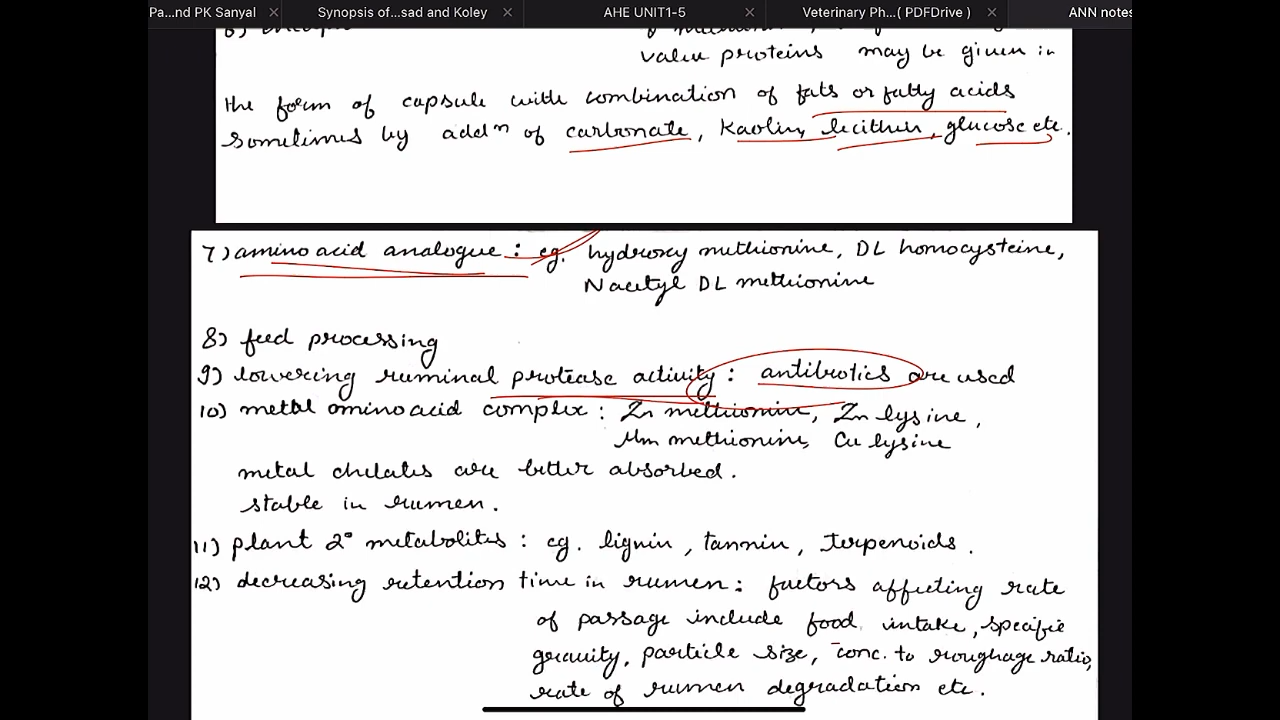 Pa...nd PK Sanyal
Synopsis of...sad and Koley
AHE UNIT1-5
Veterinary Ph...( PDFDrive )
ANN notes
value proteins may be given in
the form of capsule with combination of fats or fatty acids
sometimes by addn of carbonate, Kaolin, lecithin, glucose etc.
7) amino acid analogue : eg. hydroxy methionine, DL homocysteine,
N acetyl DL methionine
8) feed processing
9) lowering ruminal protease activity : antibiotics are used
10) metal amino acid complex : Zn methionin, Zn lysine,
Mn methionine, Cu lysine
metal chelates are better absorbed.
stable in rumen.
11) plant 2° metabolites : eg. lignin, tannin, terpenoids.
12) decreasing retention time in rumen : factors affecting rate
of passage include food intake, specific
gravity, particle size, conc. to roughage ratio,
rate of rumen degradation etc.